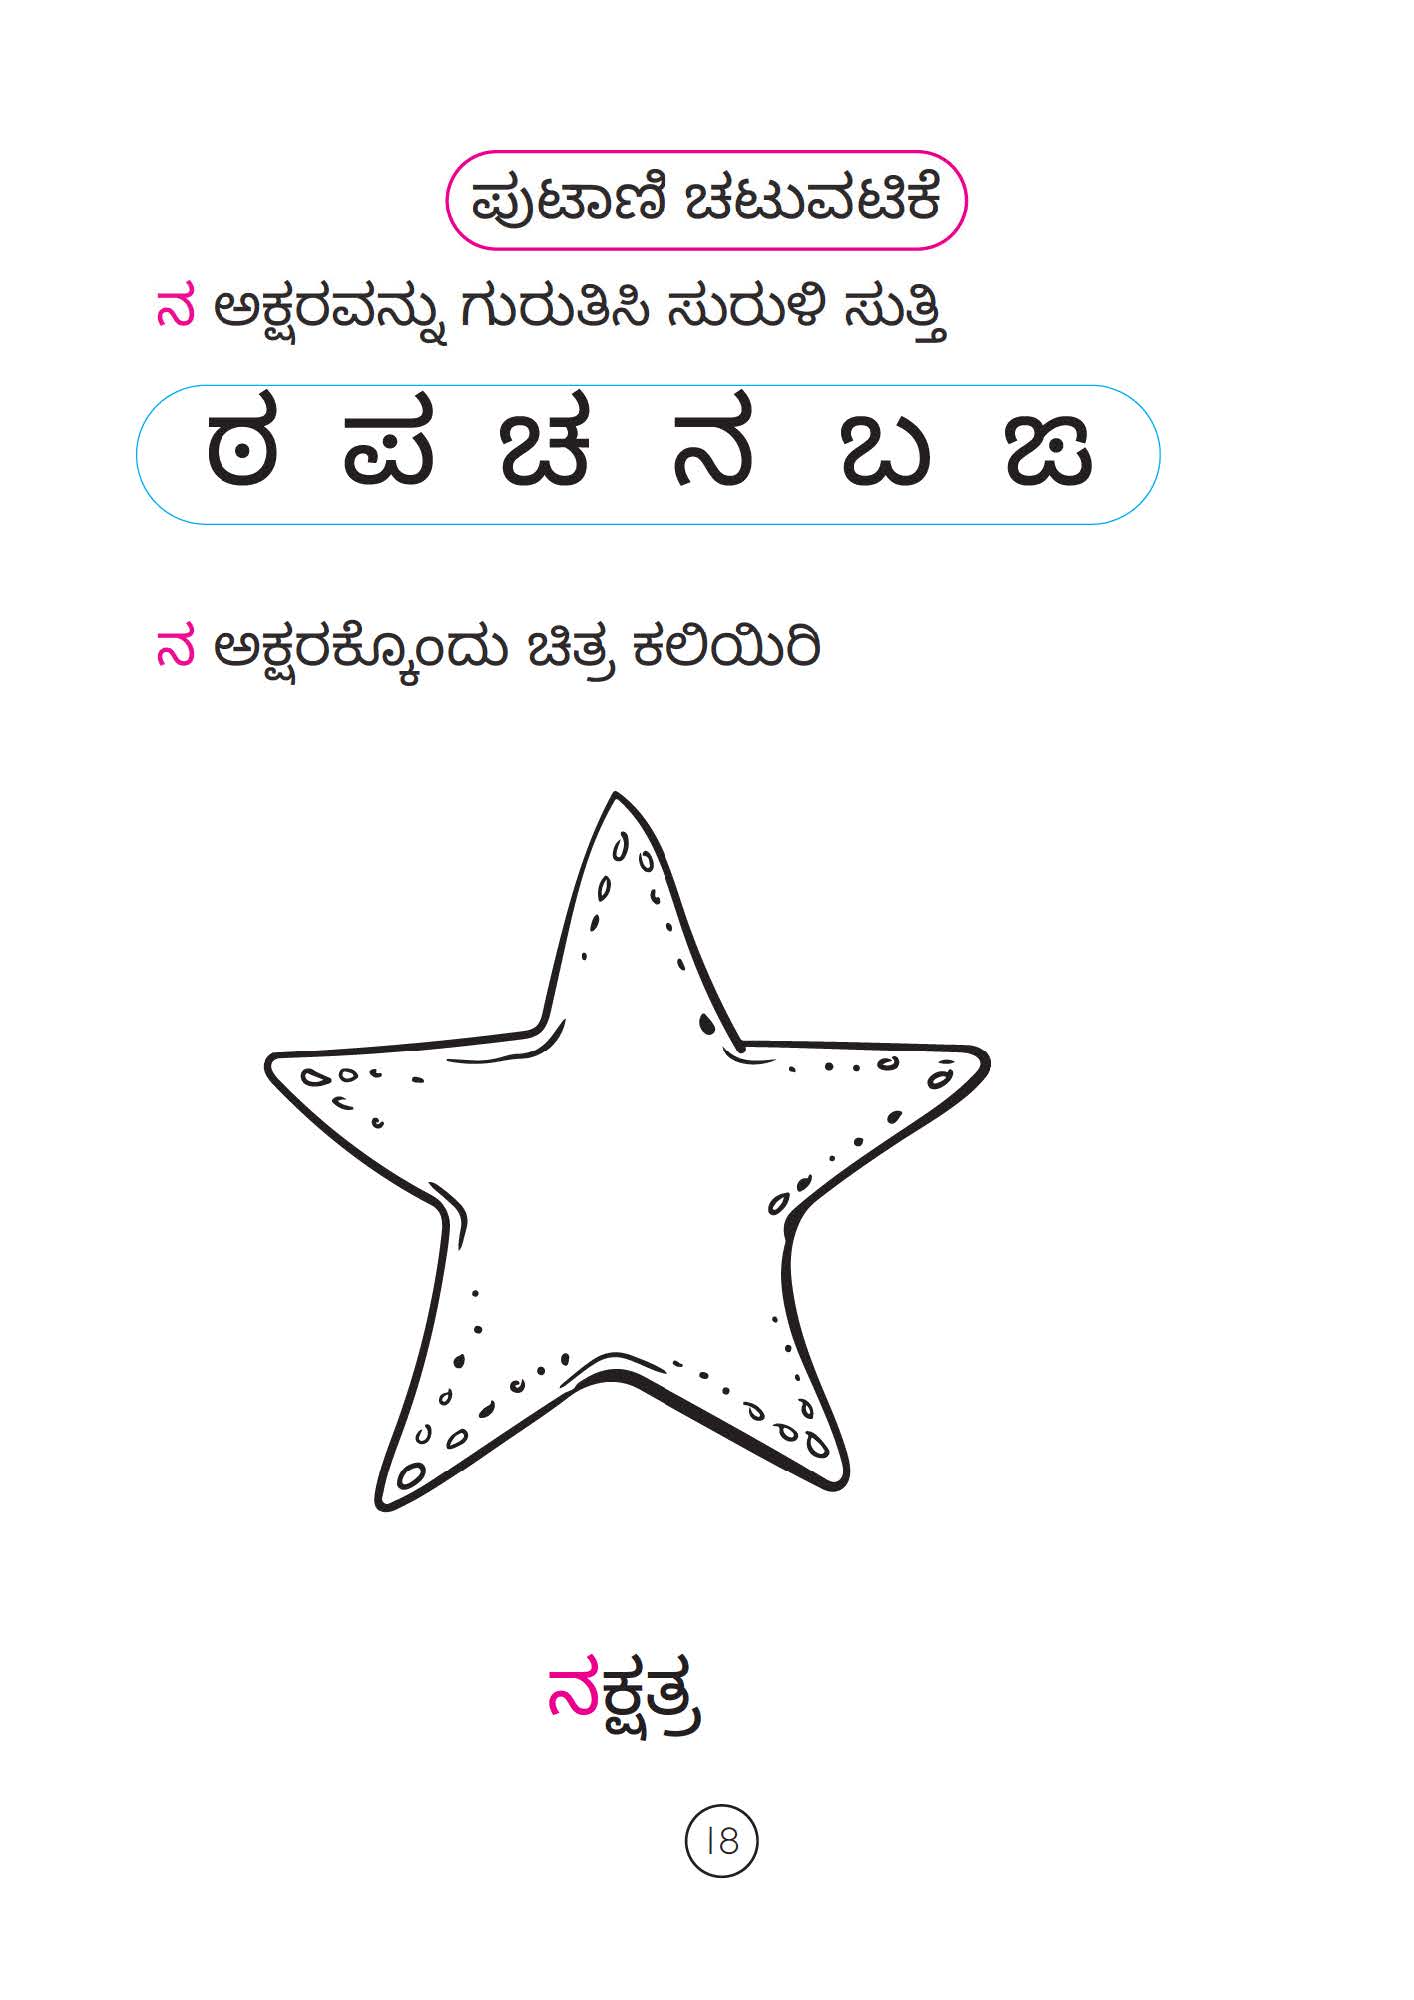 ಪುಟಾಣಿ ಚಟುವಟಿಕೆ
ನ ಅಕ್ಷರವನ್ನು ಗುರುತಿಸಿ ಸುರುಳಿ ಸುತ್ತಿ
ಠ ಪ ಚ ನ ಬ ಙ
ನ ಅಕ್ಷರಕ್ಕೊಂದು ಚಿತ್ರ ಕಲಿಯಿರಿ
ನಕ್ಷತ್ರ
18